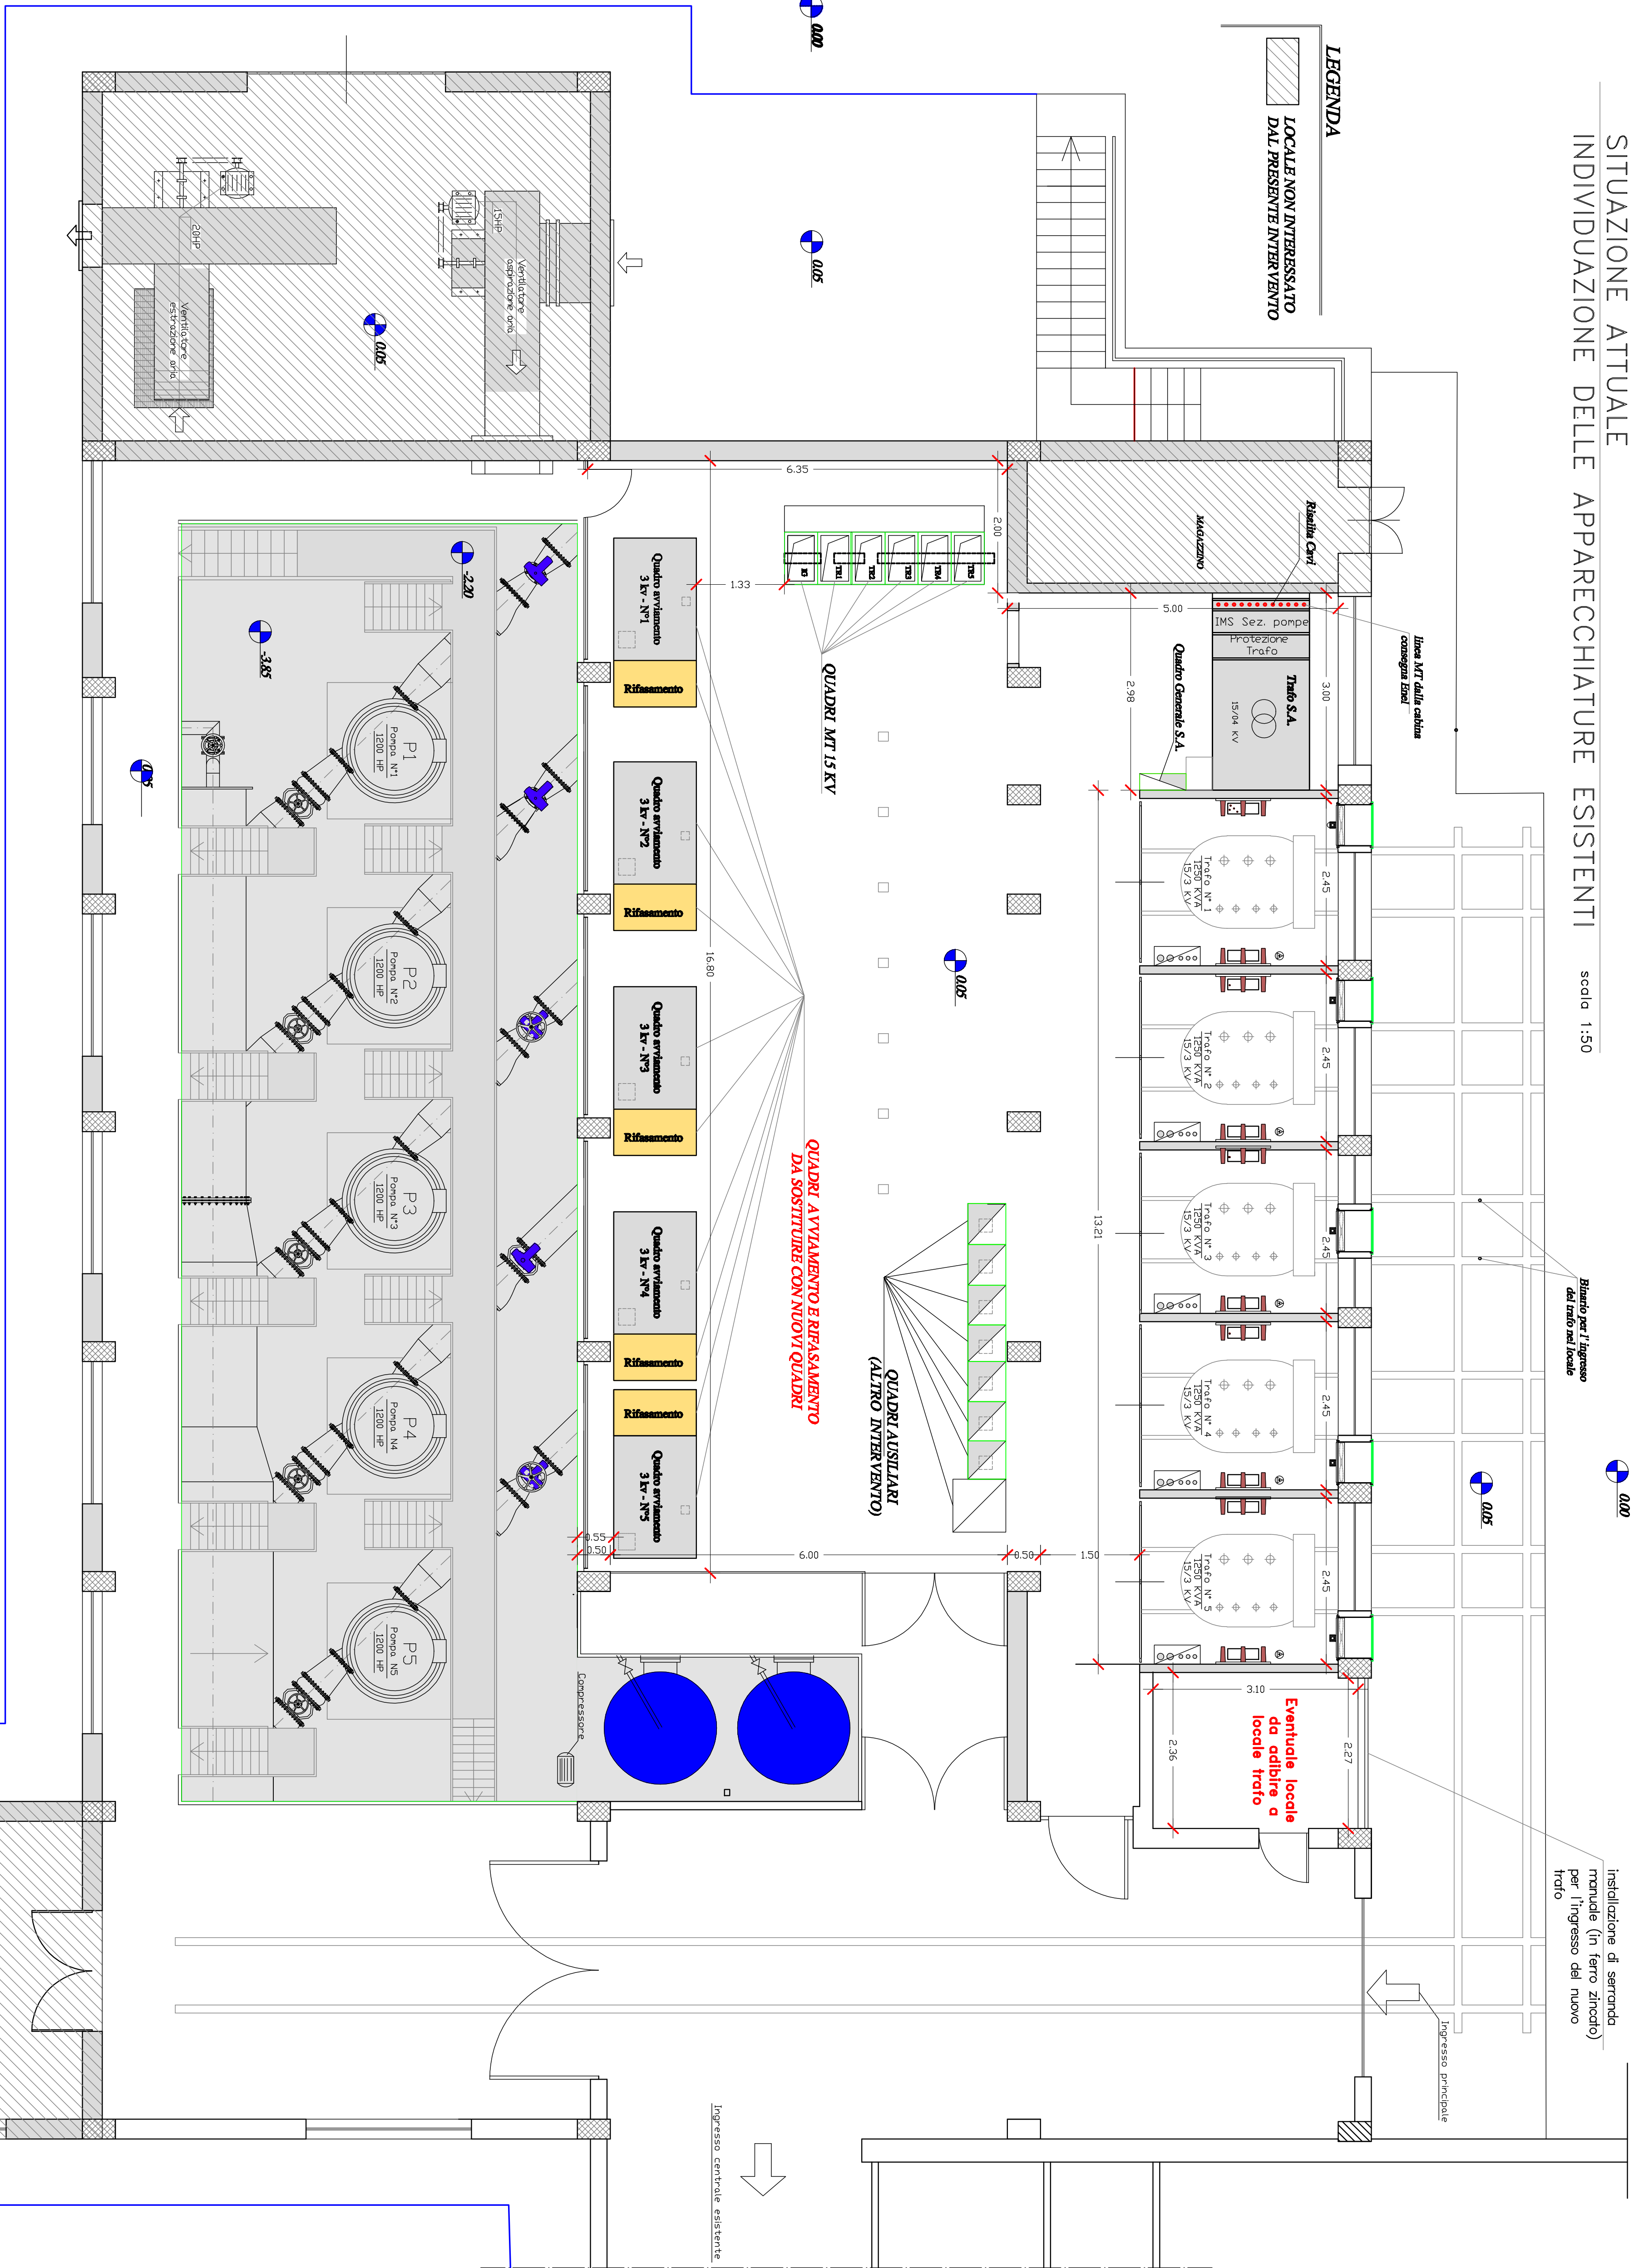 SITUAZIONE ATTUALE
INDIVIDUAZIONE DELLE APPARECCHIATURE ESISTENTI
scala 1:50
LEGENDA
LOCALE NON INTERESSATO
DAL PRESENTE INTERVENTO
0.00
0.05
0.05
20HP
Ventilatore
estrazione aria
15HP
Ventilatore
aspirazione aria
Risalita Cavi
MAGAZZINO
linea MT dalla cabina
consegna Enel
IMS Sez. pompe
Protezione
Trafo
Trafo S.A.
15/04 KV
Quadro Generale S.A.
6.35
2.00
5.00
3.00
2.98
1.33
IG
TR1
TR2
TR3
TR4
TR5
QUADRI MT 15 KV
Quadro avviamento
3 kv - N°1
Rifasamento
Quadro avviamento
3 kv - N°2
Rifasamento
Quadro avviamento
3 kv - N°3
Rifasamento
Quadro avviamento
3 kv - N°4
Rifasamento
Rifasamento
Quadro avviamento
3 kv - N°5
16.80
13.21
QUADRI AVVIAMENTO E RIFASAMENTO
DA SOSTITUIRE CON NUOVI QUADRI
QUADRI AUSILIARI
(ALTRO INTERVENTO)
0.05
Trafo N° 1
1250 KVA
15/3 KV
2.45
Trafo N° 2
1250 KVA
15/3 KV
2.45
Trafo N° 3
1250 KVA
15/3 KV
2.45
Trafo N° 4
1250 KVA
15/3 KV
2.45
Trafo N° 5
1250 KVA
15/3 KV
2.45
Binario per l'ingresso
del trafo nel locale
0.00
0.05
-2.20
-3.85
0.05
P1
Pompa N°1
1200 HP
P2
Pompa N°2
1200 HP
P3
Pompa N°3
1200 HP
P4
Pompa N4
1200 HP
P5
Pompa N5
1200 HP
0.55
0.50
6.00
0.50
1.50
Compressore
3.10
2.36
2.27
Eventuale locale
da adibire a
locale trafo
installazione di serranda
manuale (in ferro zincato)
per l'ingresso del nuovo
trafo
Ingresso principale
Ingresso centrale esistente